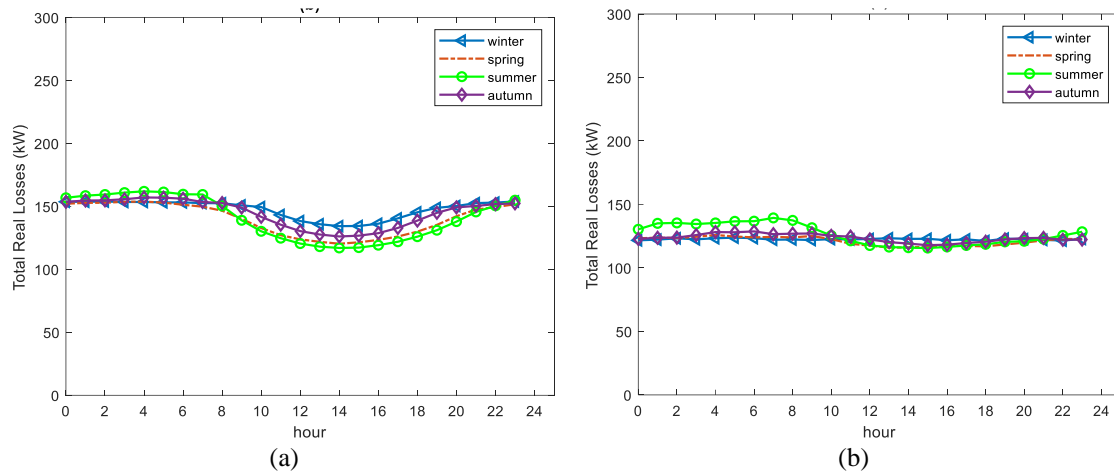 300
250
200
150
100
50
0
Total Real Losses (kW)
0 2 4 6 8 10 12 14 16 18 20 22 24
hour
winter
spring
summer
autumn
(a)
300
250
200
150
100
50
0
Total Real Losses (kW)
0 2 4 6 8 10 12 14 16 18 20 22 24
hour
winter
spring
summer
autumn
(b)